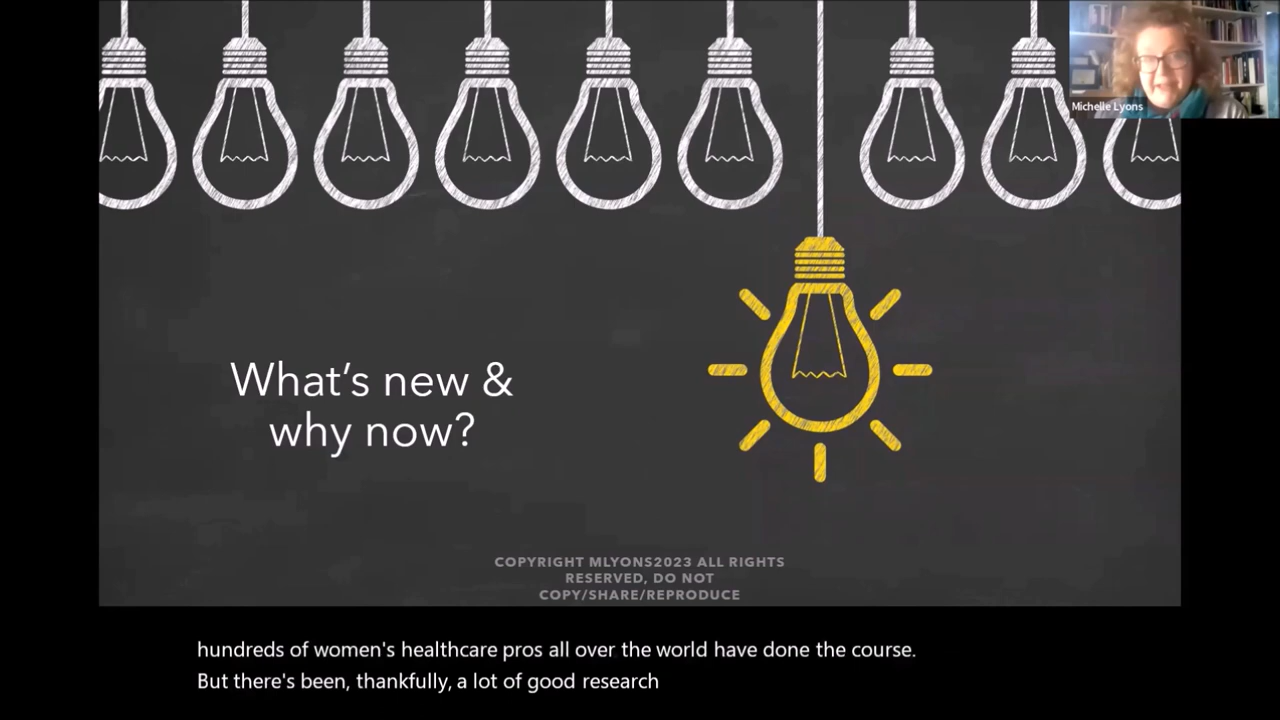 Michelle Lyons
What's new &
why now?
COPYRIGHT MLYONS2023 ALL RIGHTS
RESERVED, DO NOT
COPY/SHARE/REPRODUCE
hundreds of women's healthcare pros all over the world have done the course.
But there's been, thankfully, a lot of good research